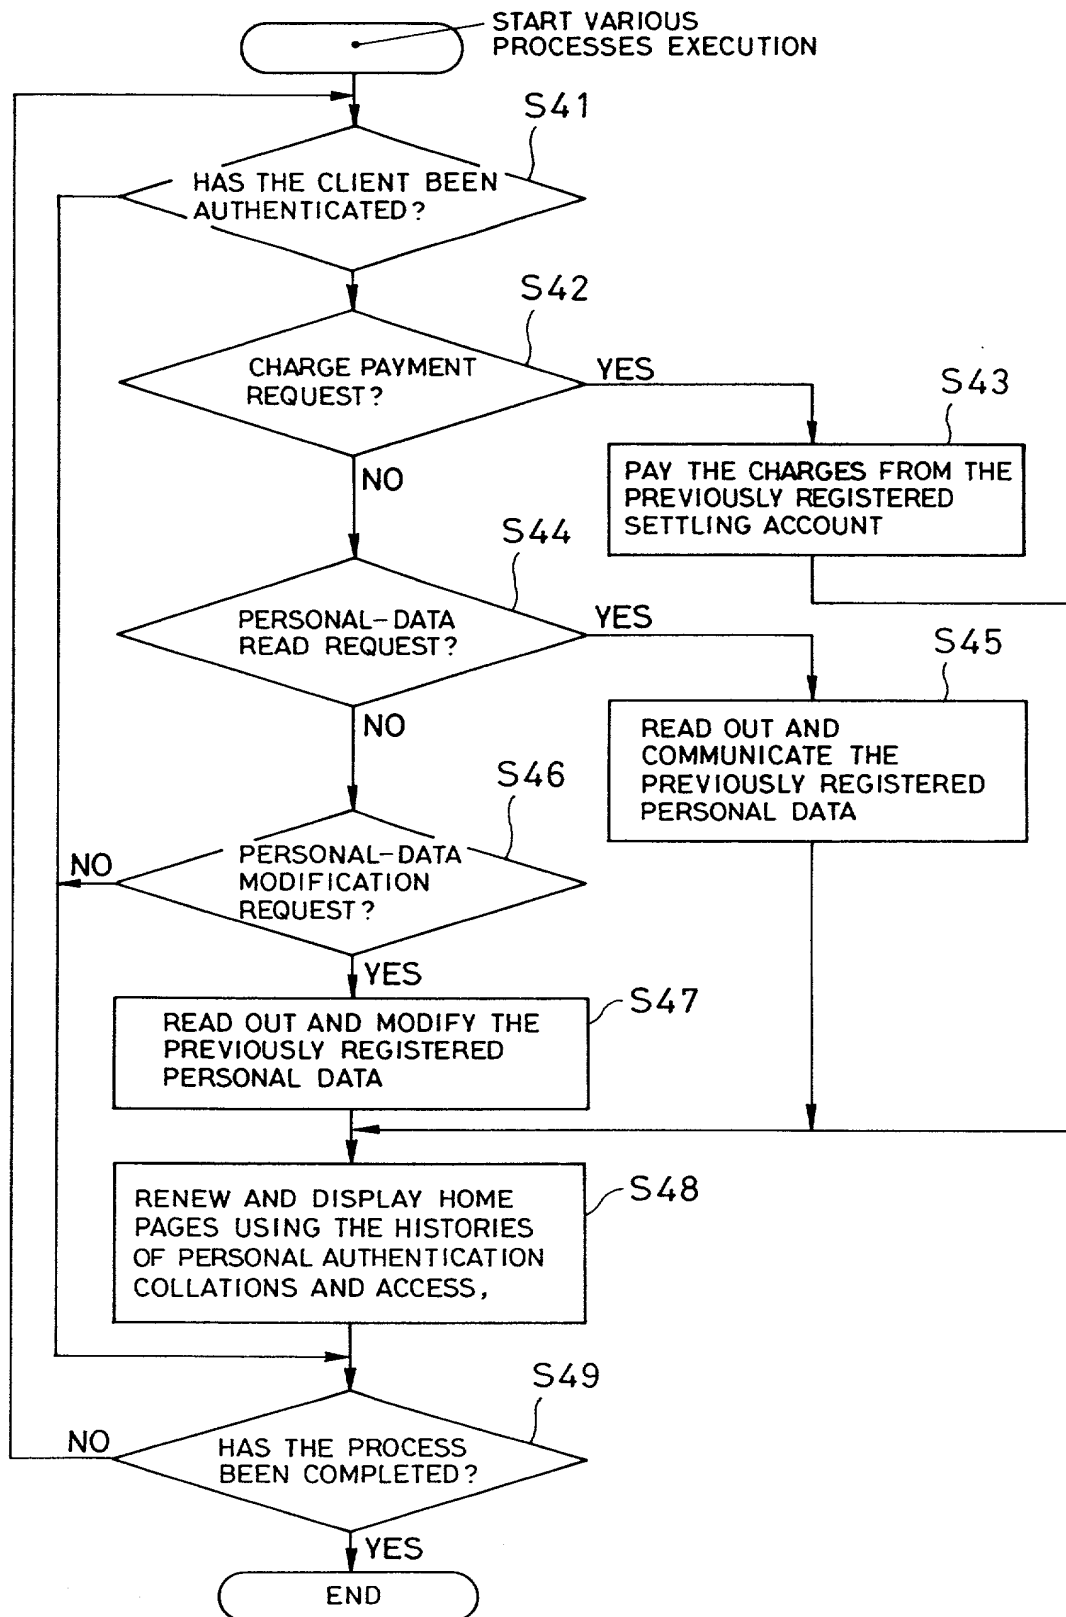 START VARIOUS
PROCESSES EXECUTION
S41
HAS THE CLIENT BEEN
AUTHENTICATED?
S42
CHARGE PAYMENT
REQUEST?
YES
S43
NO
PAY THE CHARGES FROM THE
PREVIOUSLY REGISTERED
SETTLING ACCOUNT
S44
PERSONAL-DATA
READ REQUEST?
YES
S45
NO
READ OUT AND
COMMUNICATE THE
PREVIOUSLY REGISTERED
PERSONAL DATA
S46
NO
PERSONAL-DATA
MODIFICATION
REQUEST?
YES
S47
READ OUT AND MODIFY THE
PREVIOUSLY REGISTERED
PERSONAL DATA
S48
RENEW AND DISPLAY HOME
PAGES USING THE HISTORIES
OF PERSONAL AUTHENTICATION
COLLATIONS AND ACCESS,
S49
NO
HAS THE PROCESS
BEEN COMPLETED?
YES
END